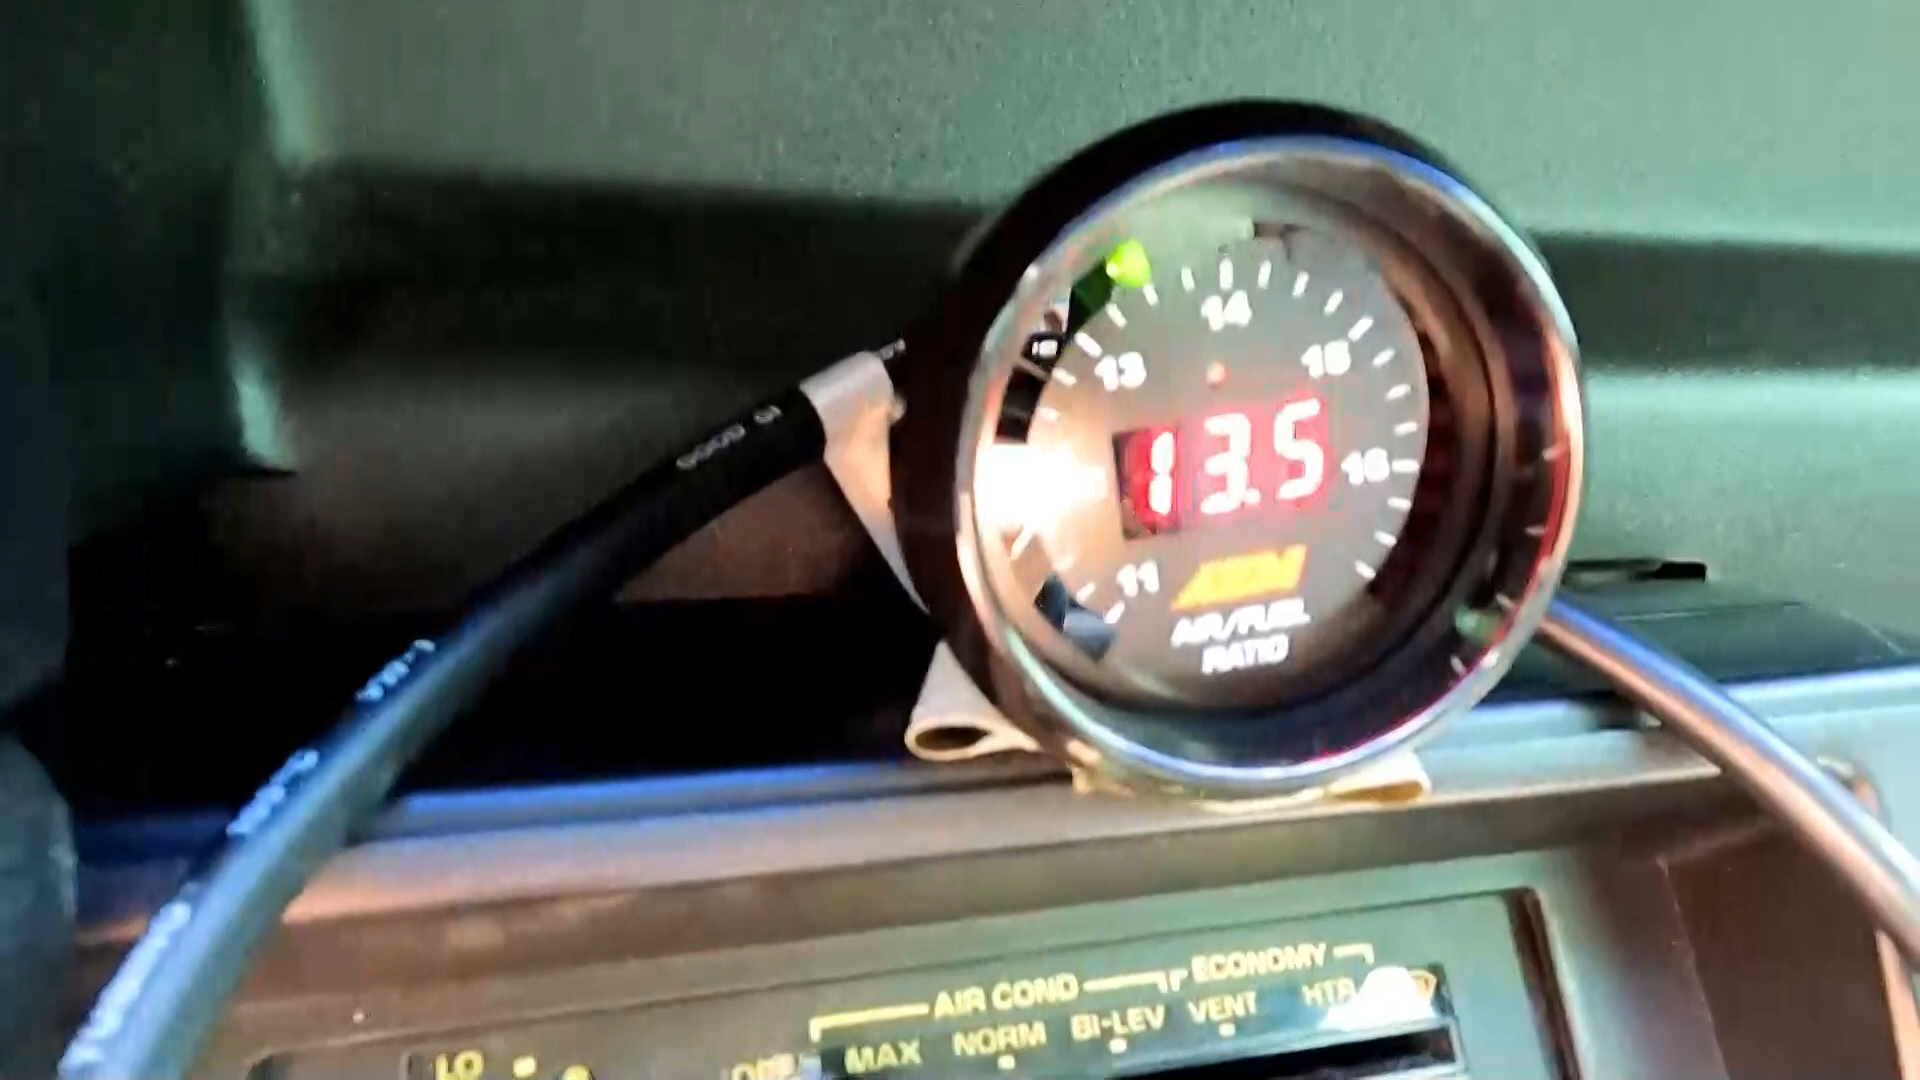 14
13
15
13.5
16
11
AEM
AIR/FUEL
RATIO
AIR COND
ECONOMY
MAX NORM BI-LEV VENT HTR
LO